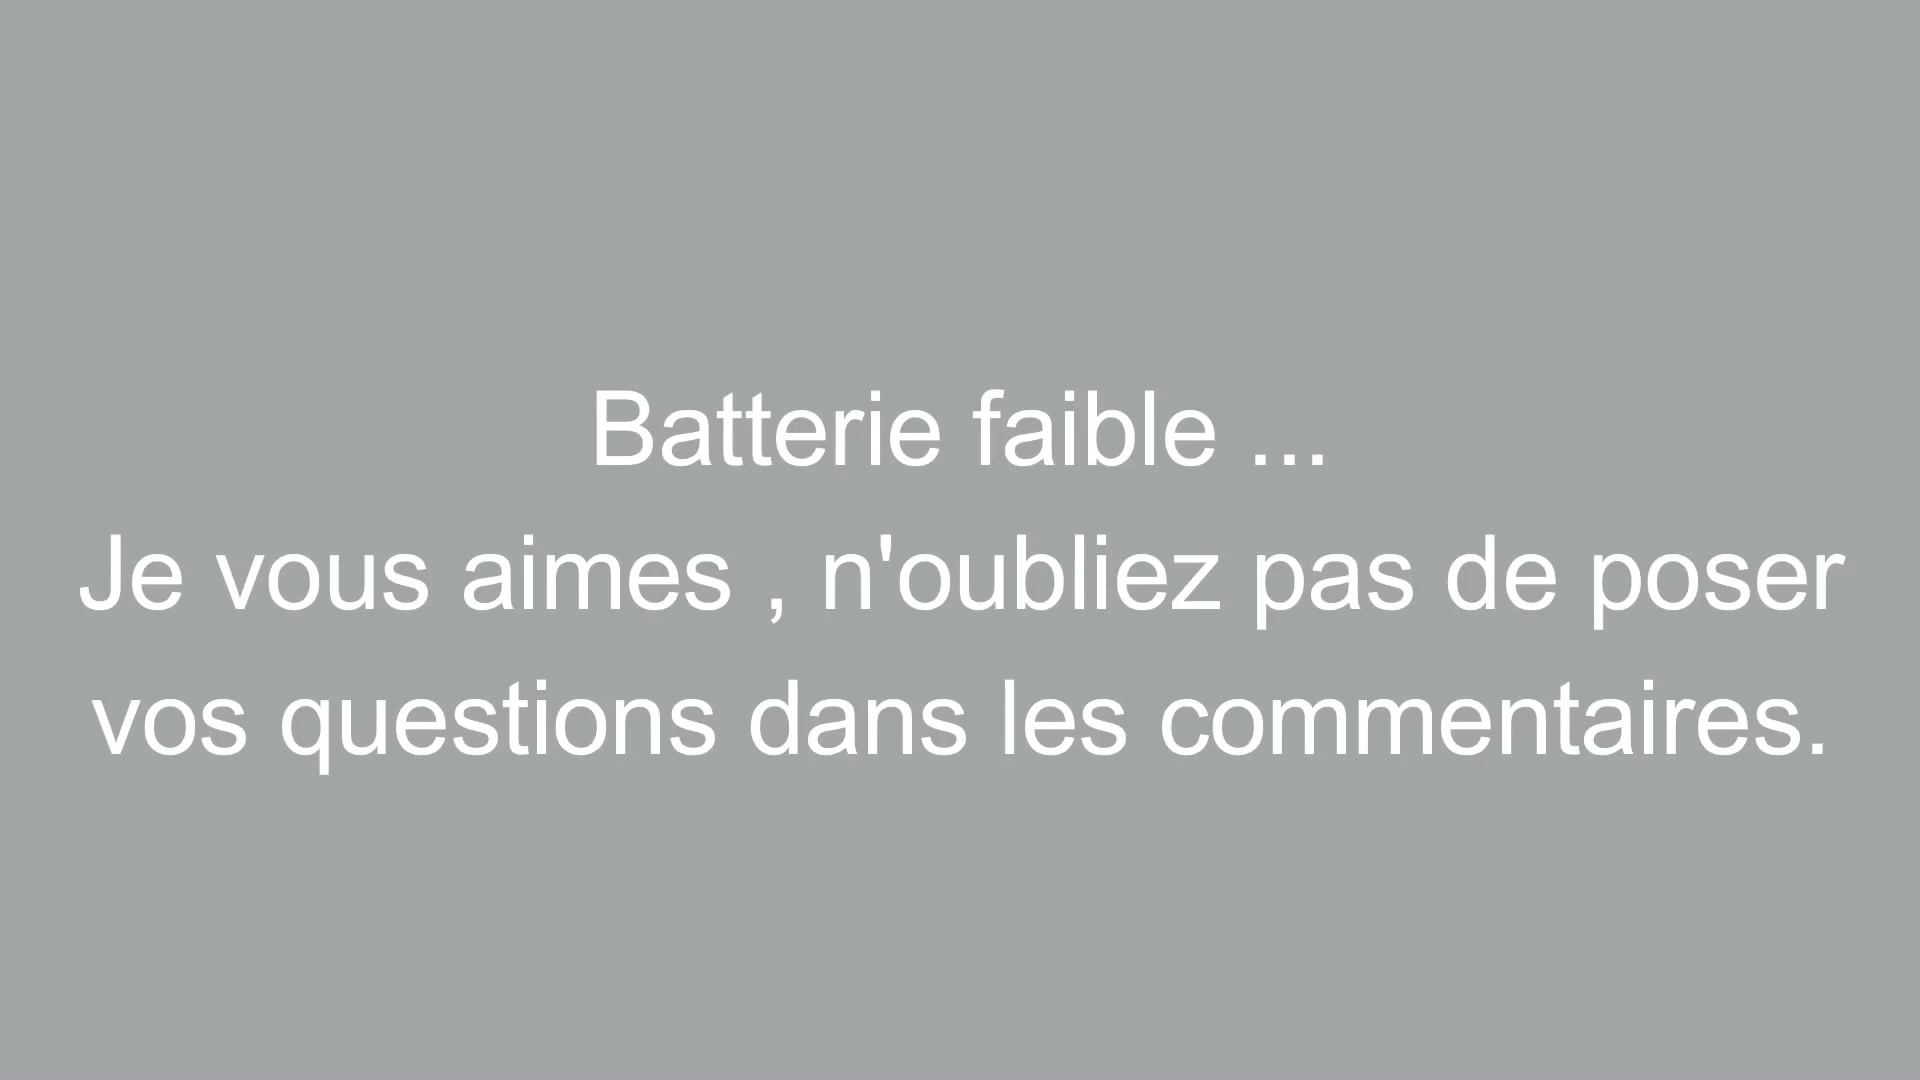 Batterie faible ...
Je vous aimes , n'oubliez pas de poser
vos questions dans les commentaires.